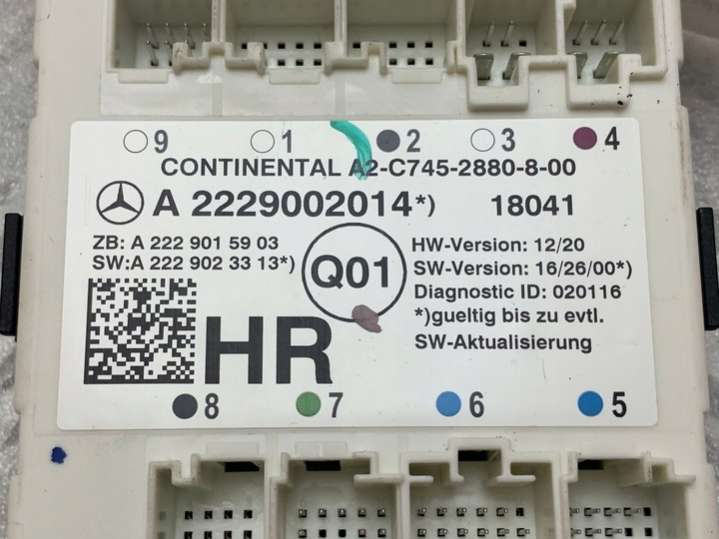 9 1 2 3 4
CONTINENTAL A2-C745-2880-8-00
A 2229002014*) 18041
ZB: A 222 901 59 03
SW:A 222 902 33 13*)
Q01
HW-Version: 12/20
SW-Version: 16/26/00*)
Diagnostic ID: 020116
*)gueltig bis zu evtl.
SW-Aktualisierung
HR
8 7 6 5